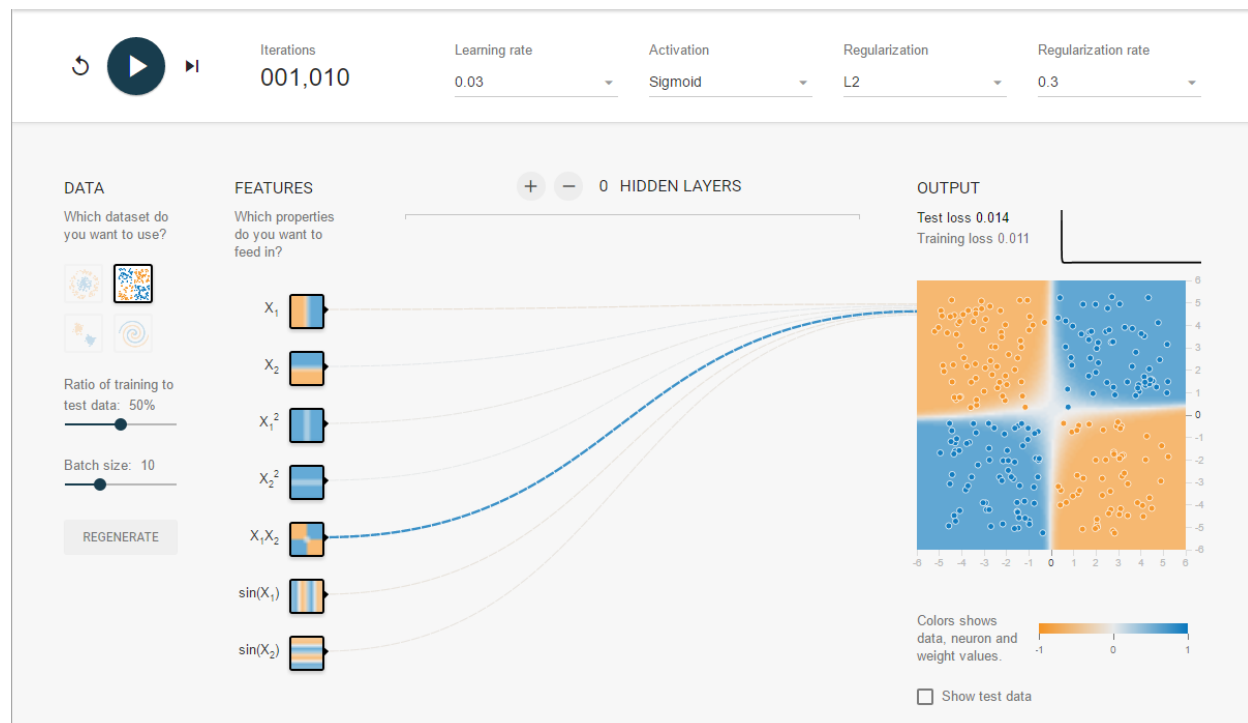 Iterations
001,010
Learning rate
0.03
Activation
Sigmoid
Regularization
L2
Regularization rate
0.3
DATA
Which dataset do
you want to use?
Ratio of training to
test data: 50%
Batch size: 10
REGENERATE
FEATURES
Which properties
do you want to
feed in?
X₁
X₂
X₁²
X₂²
X₁X₂
sin(X₁)
sin(X₂)
+ − 0 HIDDEN LAYERS
OUTPUT
Test loss 0.014
Training loss 0.011
6
5
4
3
2
1
0
-1
-2
-3
-4
-5
-6
-6 -5 -4 -3 -2 -1 0 1 2 3 4 5 6
Colors shows
data, neuron and
weight values.
-1 0 1
Show test data